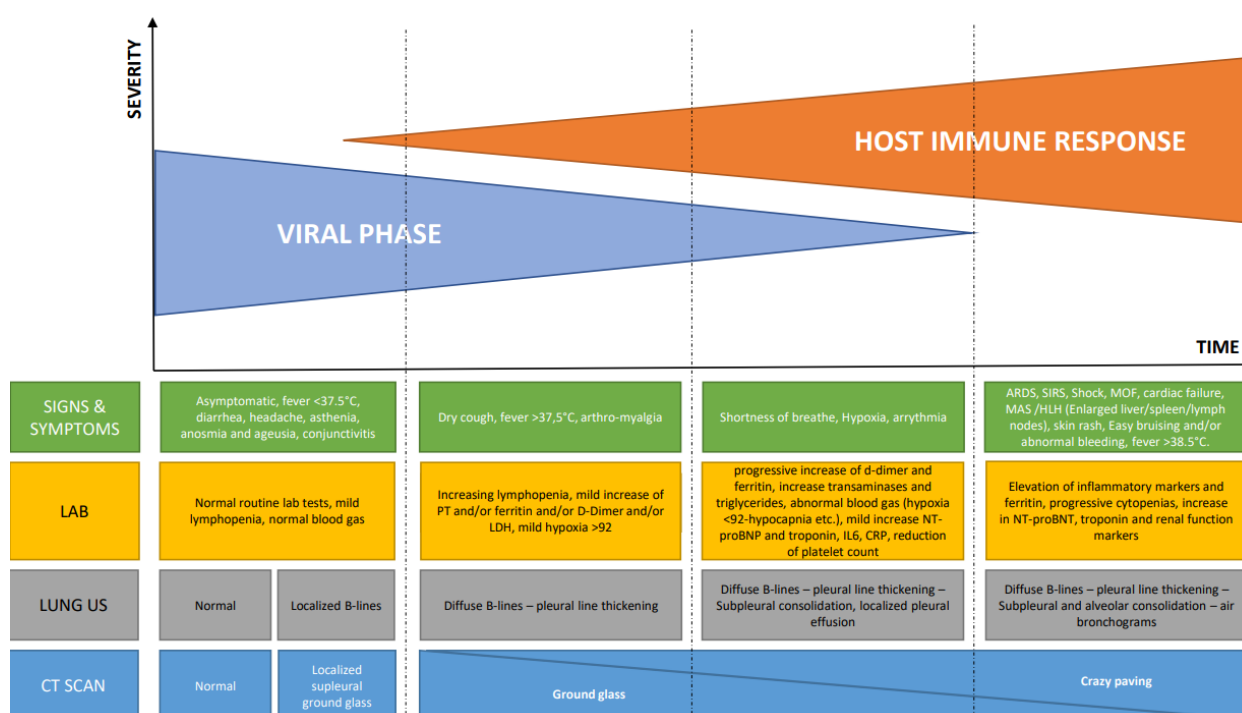 SEVERITY
HOST IMMUNE RESPONSE
VIRAL PHASE
TIME
SIGNS &
SYMPTOMS
Asymptomatic, fever <37.5°C,
diarrhea, headache, asthenia,
anosmia and ageusia, conjunctivitis
Dry cough, fever >37,5°C, arthro-myalgia
Shortness of breathe, Hypoxia, arrythmia
ARDS, SIRS, Shock, MOF, cardiac failure,
MAS /HLH (Enlarged liver/spleen/lymph
nodes), skin rash, Easy bruising and/or
abnormal bleeding, fever >38.5°C.
LAB
Normal routine lab tests, mild
lymphopenia, normal blood gas
Increasing lymphopenia, mild increase of
PT and/or ferritin and/or D-Dimer and/or
LDH, mild hypoxia >92
progressive increase of d-dimer and
ferritin, increase transaminases and
triglycerides, abnormal blood gas (hypoxia
<92-hypocapnia etc.), mild increase NT-
proBNP and troponin, IL6, CRP, reduction
of platelet count
Elevation of inflammatory markers and
ferritin, progressive cytopenias, increase
in NT-proBNT, troponin and renal function
markers
LUNG US
Normal
Localized B-lines
Diffuse B-lines – pleural line thickening
Diffuse B-lines – pleural line thickening –
Subpleural consolidation, localized pleural
effusion
Diffuse B-lines – pleural line thickening –
Subpleural and alveolar consolidation – air
bronchograms
CT SCAN
Normal
Localized
supleural
ground glass
Ground glass
Crazy paving